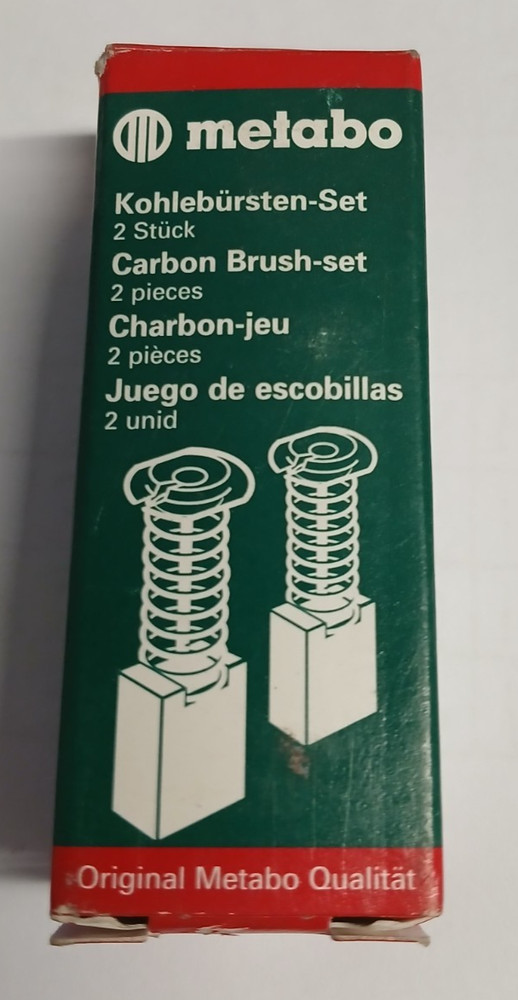 metabo
Kohlebürsten-Set
2 Stück
Carbon Brush-set
2 pieces
Charbon-jeu
2 pièces
Juego de escobillas
2 unid
Original Metabo Qualität